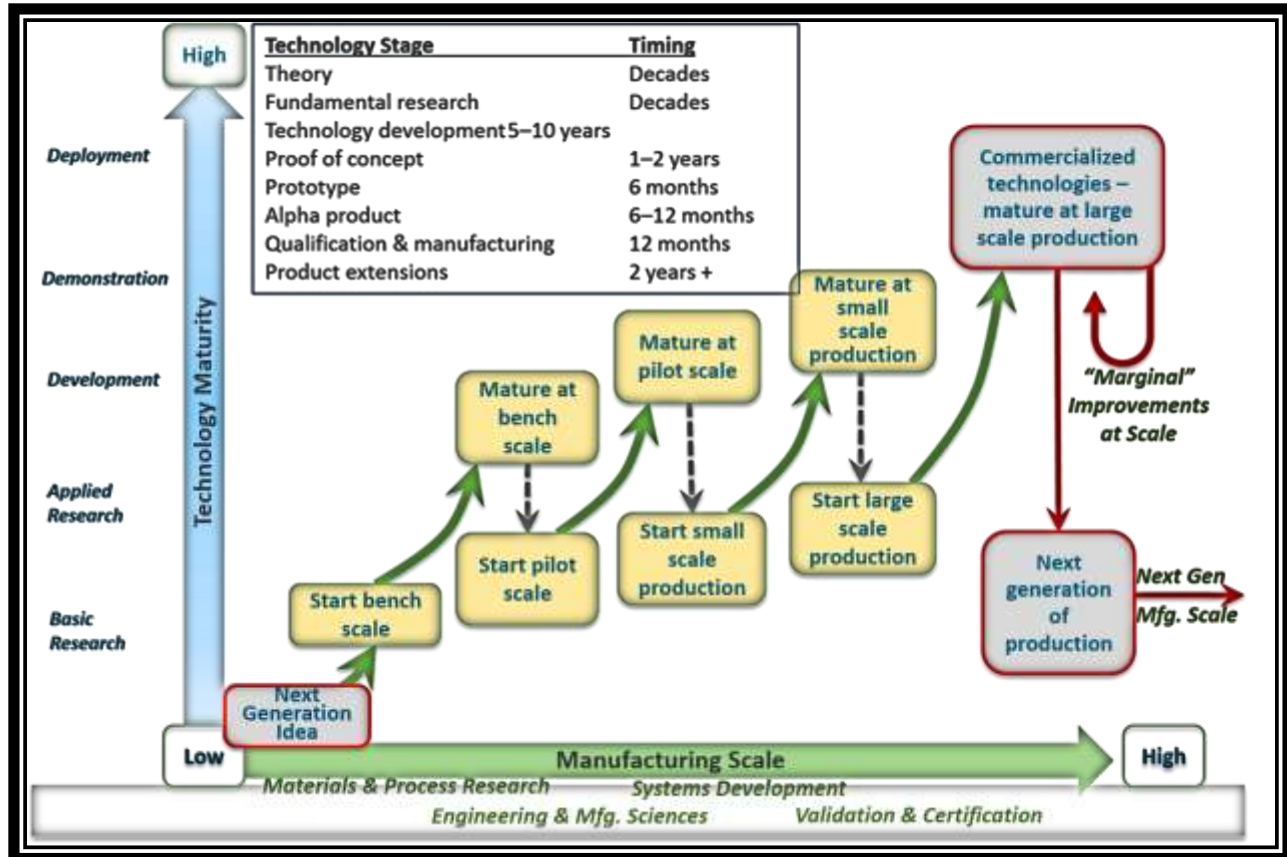 High
Technology Stage Timing
Theory Decades
Fundamental research Decades
Technology development 5–10 years
Proof of concept 1–2 years
Prototype 6 months
Alpha product 6–12 months
Qualification & manufacturing 12 months
Product extensions 2 years +
Deployment
Demonstration
Development
Applied
Research
Basic
Research
Technology Maturity
Commercialized
technologies –
mature at large
scale production
Mature at
small
scale
production
Mature at
pilot scale
Mature at
bench
scale
"Marginal"
Improvements
at Scale
Start large
scale
production
Start small
scale
production
Start pilot
scale
Start bench
scale
Next
generation
of
production
Next Gen
Mfg. Scale
Next
Generation
Idea
Low
Manufacturing Scale
High
Materials & Process Research
Systems Development
Engineering & Mfg. Sciences
Validation & Certification